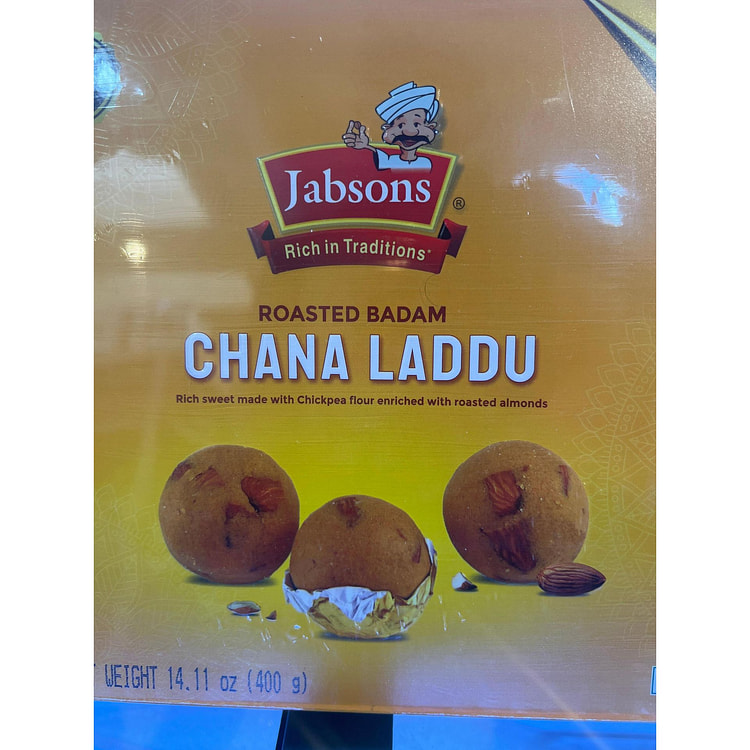 Jabsons
®
Rich in Traditions*
ROASTED BADAM
CHANA LADDU
Rich sweet made with Chickpea flour enriched with roasted almonds
WEIGHT 14.11 oz (400 g)